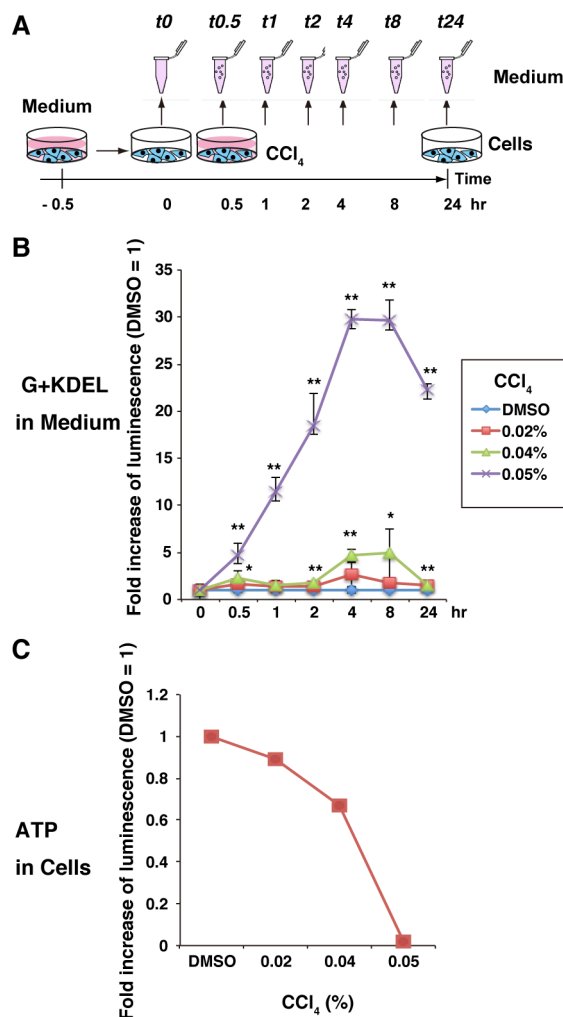 A
t0 t0.5 t1 t2 t4 t8 t24
Medium
Medium
CCl4
Cells
Time
- 0.5 0 0.5 1 2 4 8 24 hr
B
G+KDEL
in Medium
Fold increase of luminescence (DMSO = 1)
35
30
25
20
15
10
5
0
** ** ** ** ** ** **
* ** ** * **
0 0.5 1 2 4 8 24 hr
CCl4
DMSO
0.02%
0.04%
0.05%
C
ATP
in Cells
Fold increase of luminescence (DMSO = 1)
1.2
1
0.8
0.6
0.4
0.2
0
DMSO 0.02 0.04 0.05
CCl4 (%)